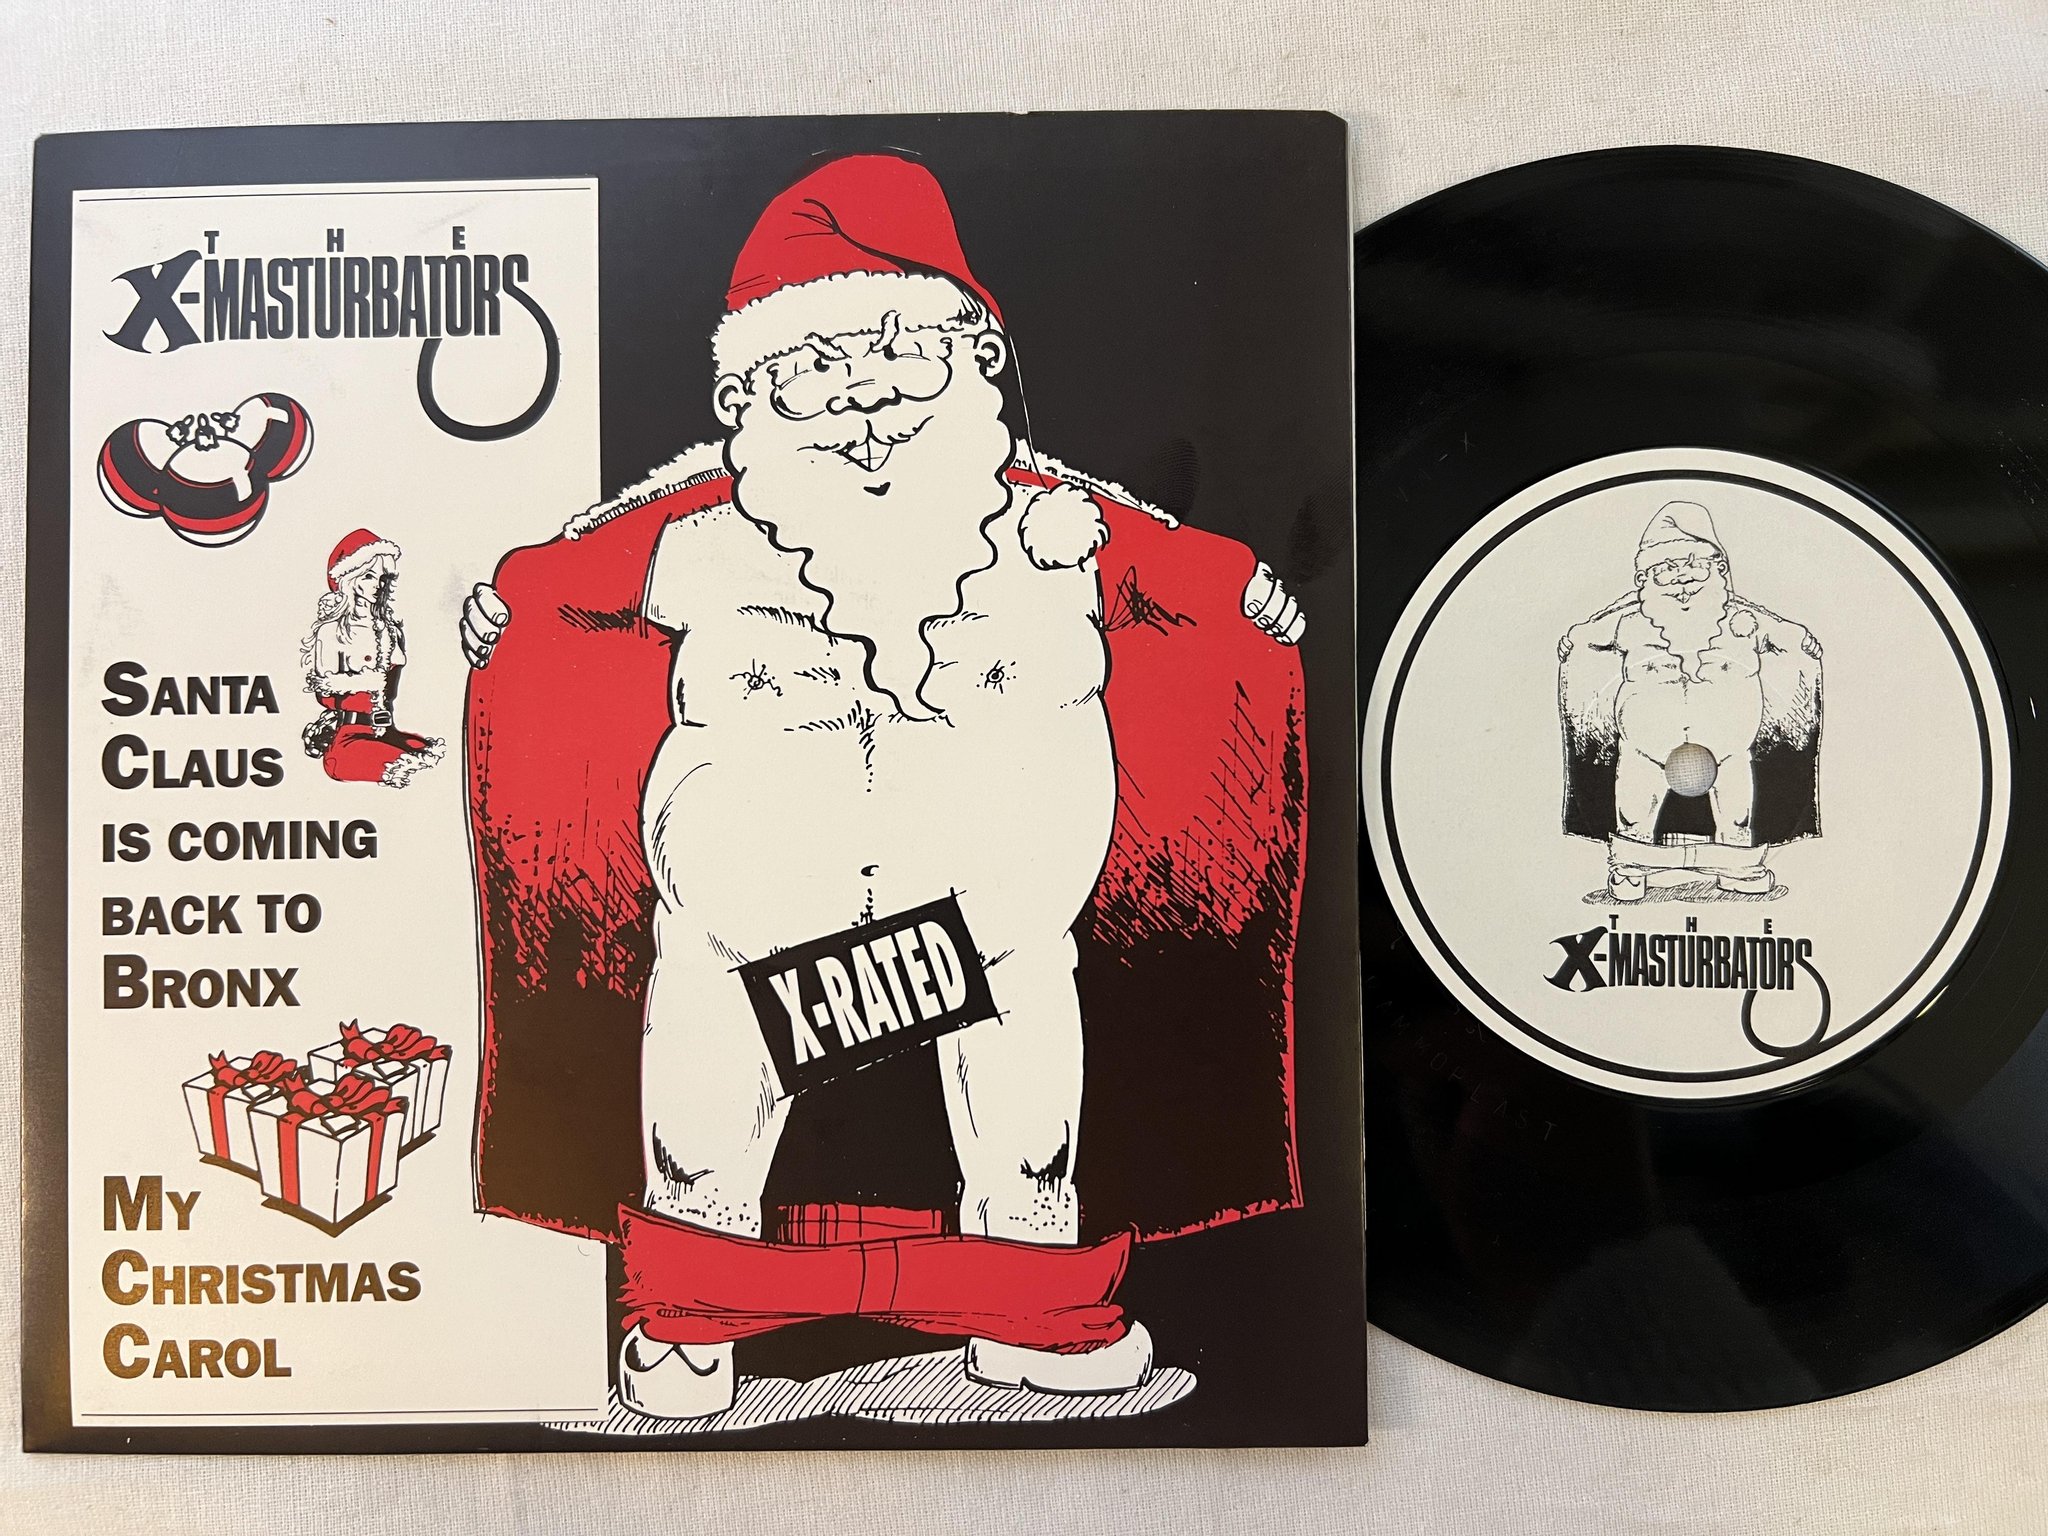 THE
X-MASTURBATORS
SANTA
CLAUS
IS COMING
BACK TO
BRONX
MY
CHRISTMAS
CAROL
X-RATED
THE
X-MASTURBATORS